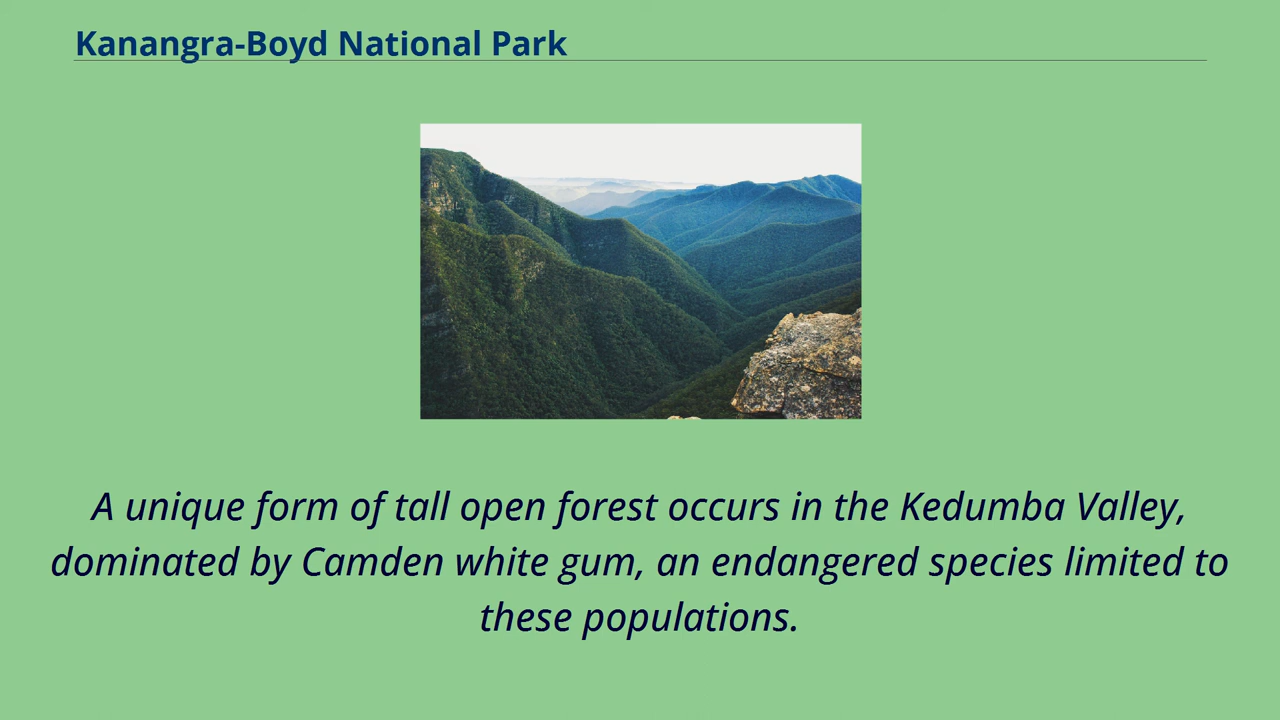 Kanangra-Boyd National Park
A unique form of tall open forest occurs in the Kedumba Valley,
dominated by Camden white gum, an endangered species limited to
these populations.